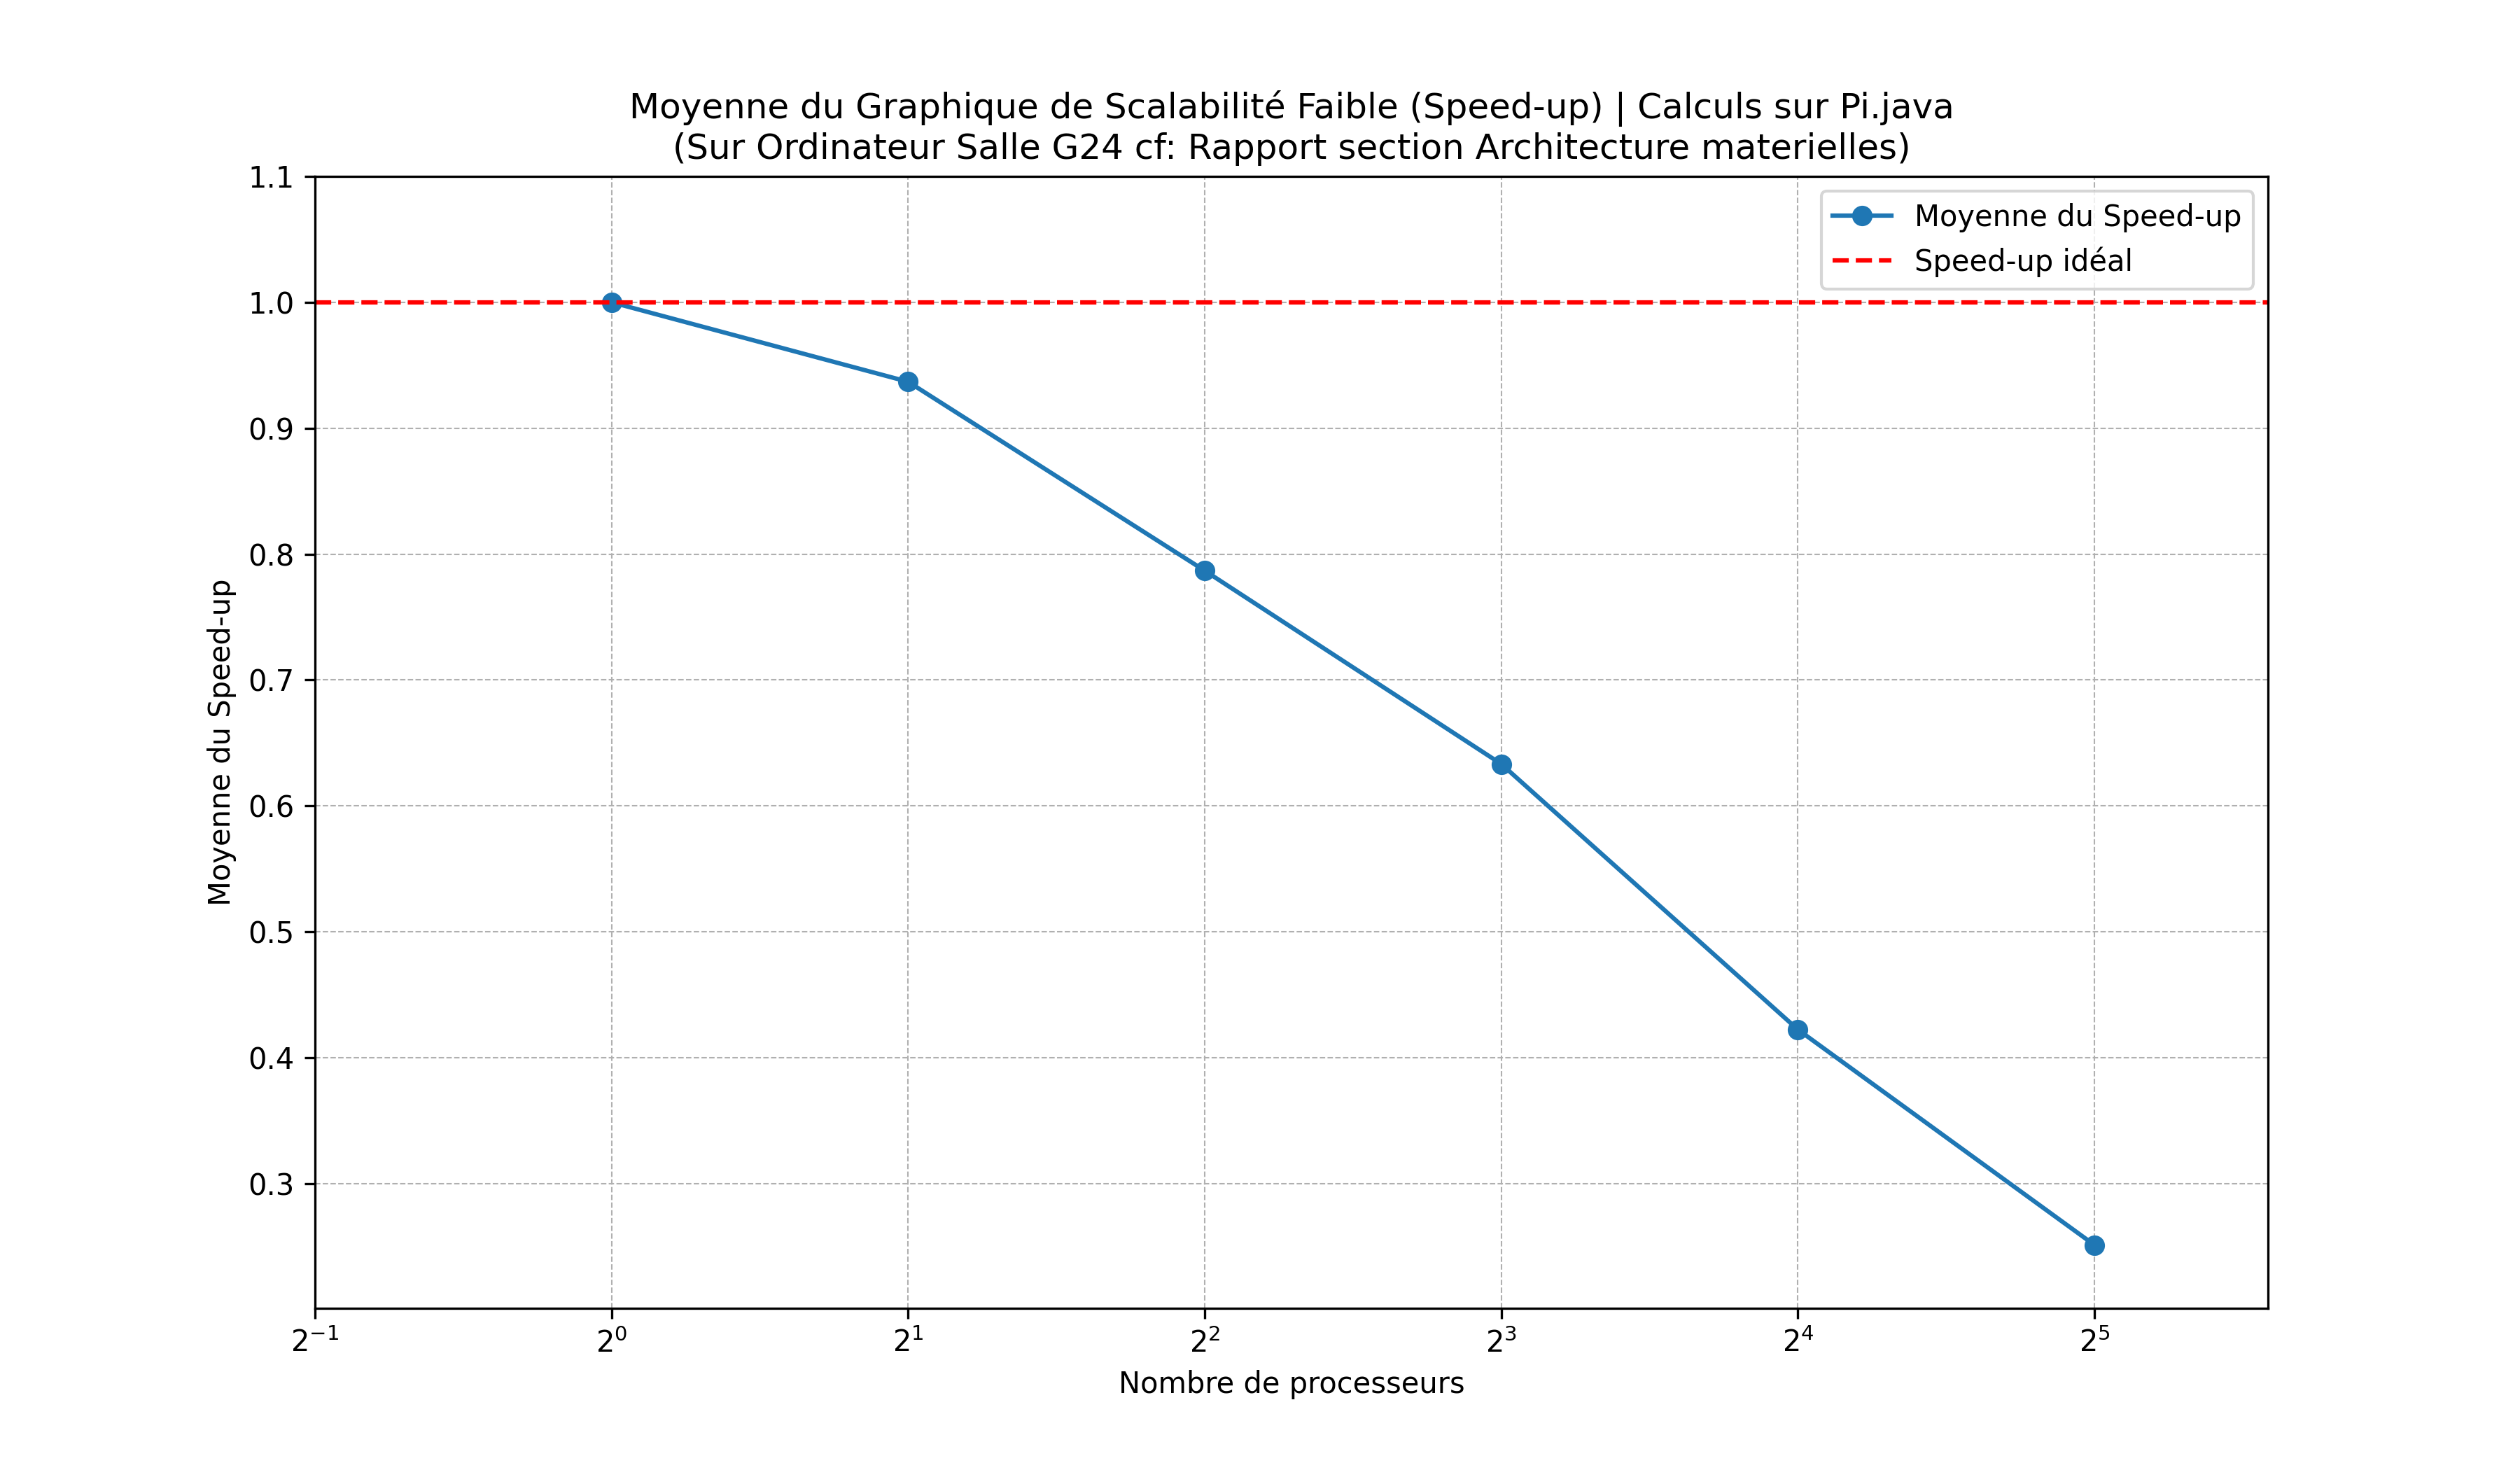 Moyenne du Graphique de Scalabilité Faible (Speed-up) | Calculs sur Pi.java
(Sur Ordinateur Salle G24 cf: Rapport section Architecture materielles)
Moyenne du Speed-up
Speed-up idéal
Moyenne du Speed-up
1.1
1.0
0.9
0.8
0.7
0.6
0.5
0.4
0.3
2⁻¹ 2⁰ 2¹ 2² 2³ 2⁴ 2⁵
Nombre de processeurs